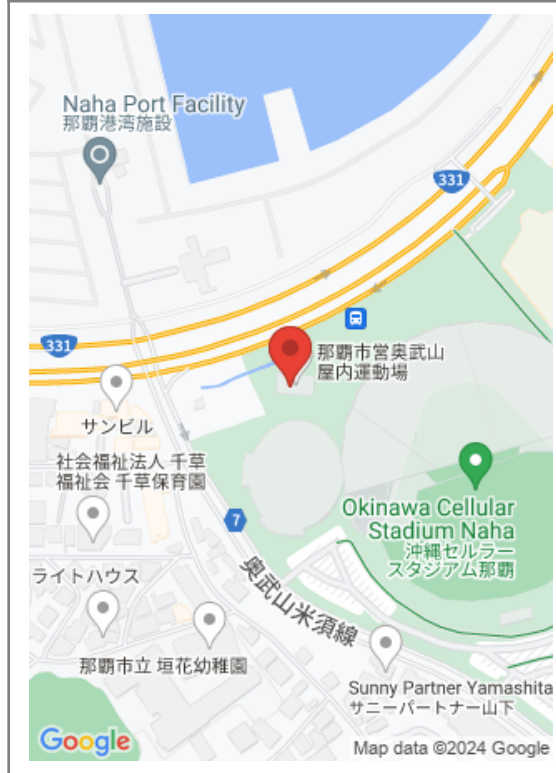 Naha Port Facility
那覇港湾施設
331
331
那覇市営奥武山
屋内運動場
サンビル
社会福祉法人 千草
福祉会 千草保育園
7
Okinawa Cellular
Stadium Naha
沖縄セルラー
スタジアム那覇
奥武山米須線
ライトハウス
那覇市立 垣花幼稚園
Sunny Partner Yamashita
サニーパートナー山下
Google
Map data ©2024 Google